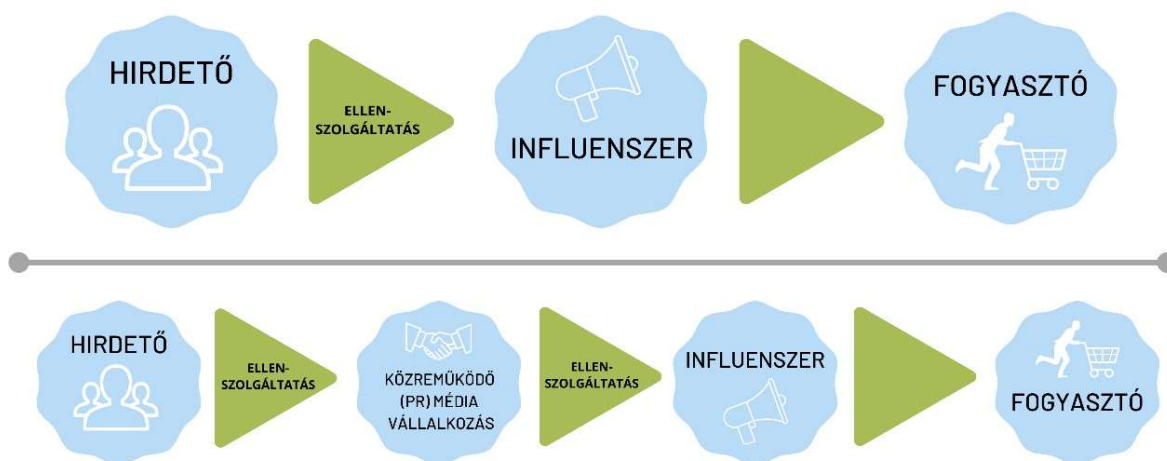 HIRDETŐ
ELLEN-
SZOLGÁLTATÁS
INFLUENSZER
FOGYASZTÓ
HIRDETŐ
ELLEN-
SZOLGÁLTATÁS
KÖZREMŰKÖDŐ
(PR) MÉDIA
VÁLLALKOZÁS
ELLEN-
SZOLGÁLTATÁS
INFLUENSZER
FOGYASZTÓ